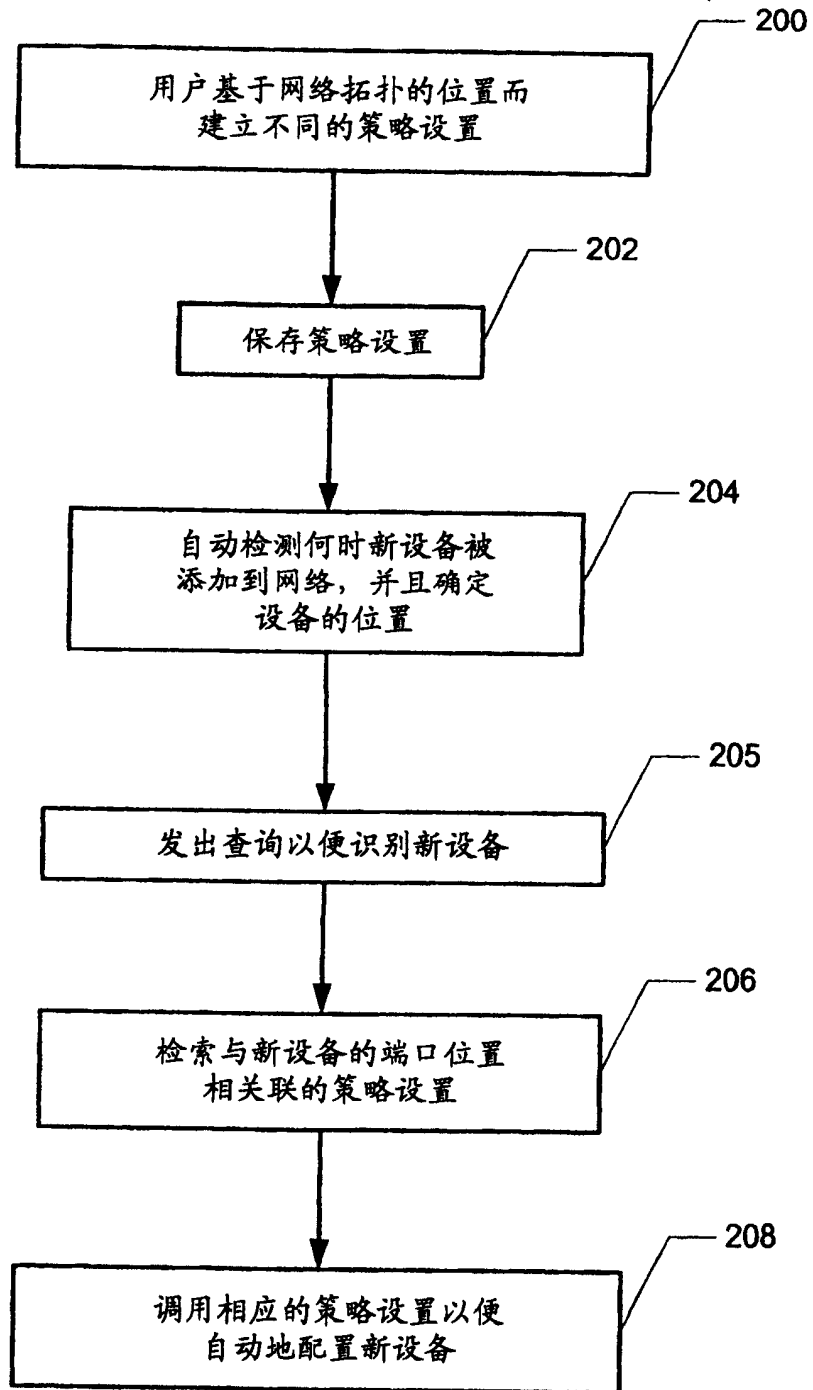 200
用户基于网络拓扑的位置而
建立不同的策略设置
202
保存策略设置
204
自动检测何时新设备被
添加到网络，并且确定
设备的位置
205
发出查询以便识别新设备
206
检索与新设备的端口位置
相关联的策略设置
208
调用相应的策略设置以便
自动地配置新设备